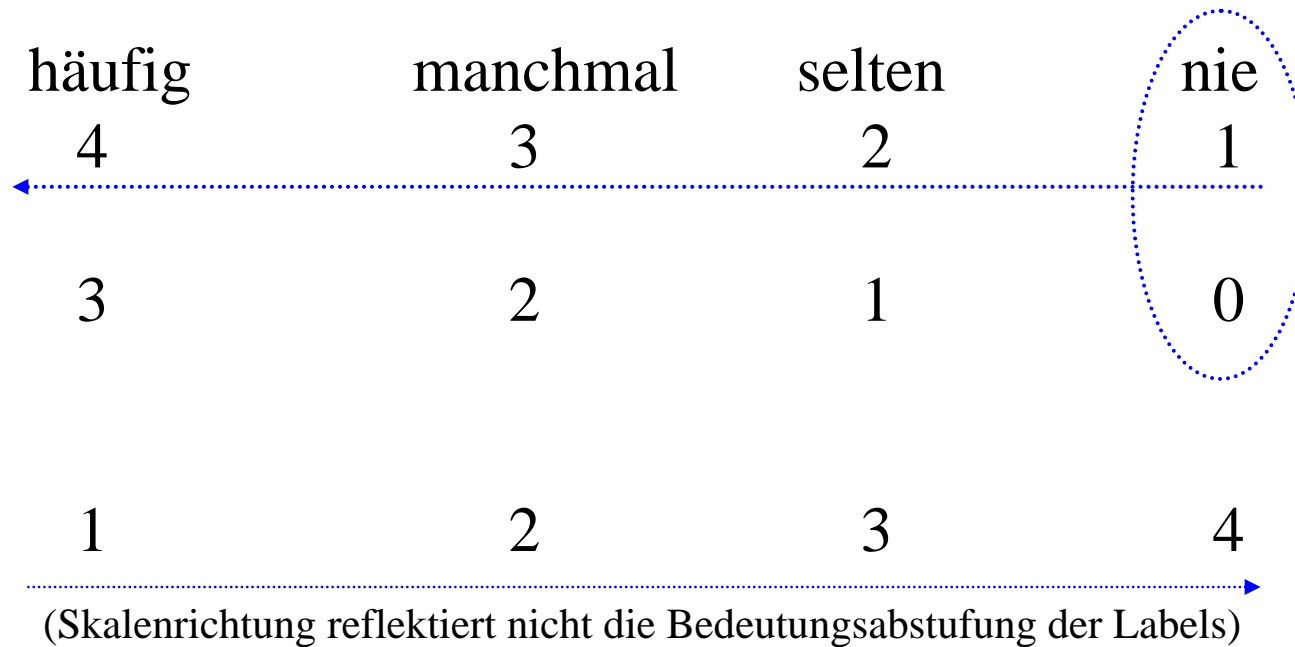 häufig manchmal selten nie
4 3 2 1
3 2 1 0
1 2 3 4
(Skalenrichtung reflektiert nicht die Bedeutungsabstufung der Labels)